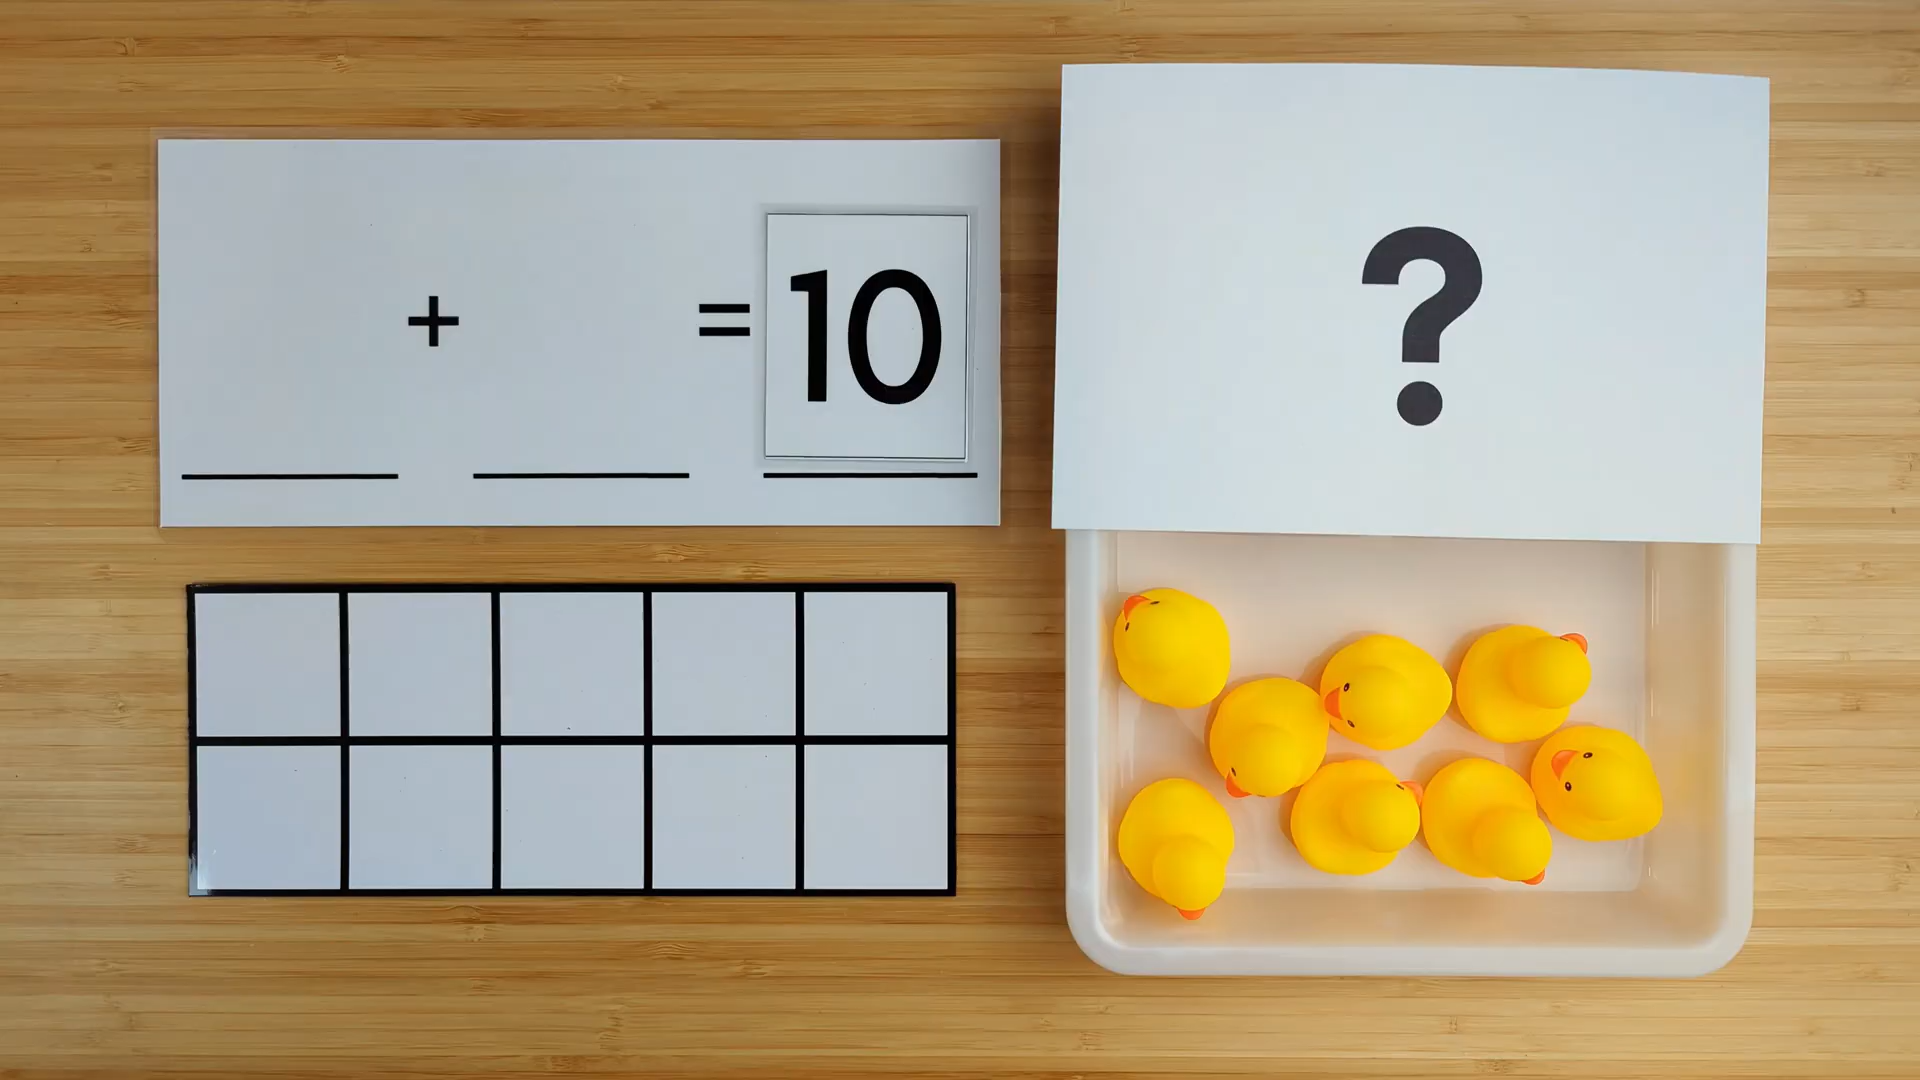 + = 10
?